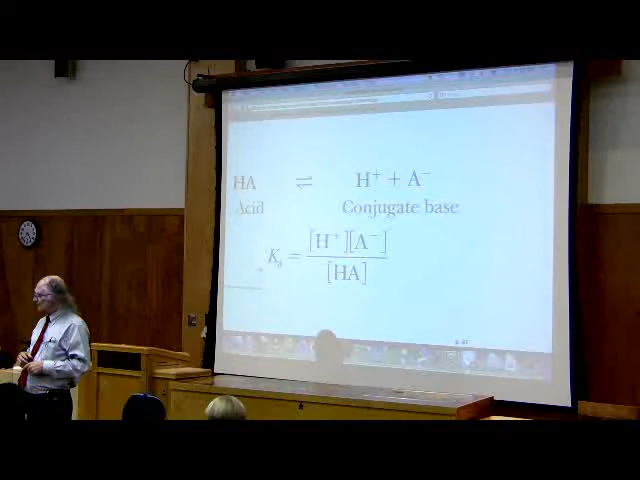 HA ⇌ H⁺ + A⁻
Acid Conjugate base
Kₐ = [H⁺][A⁻] / [HA]